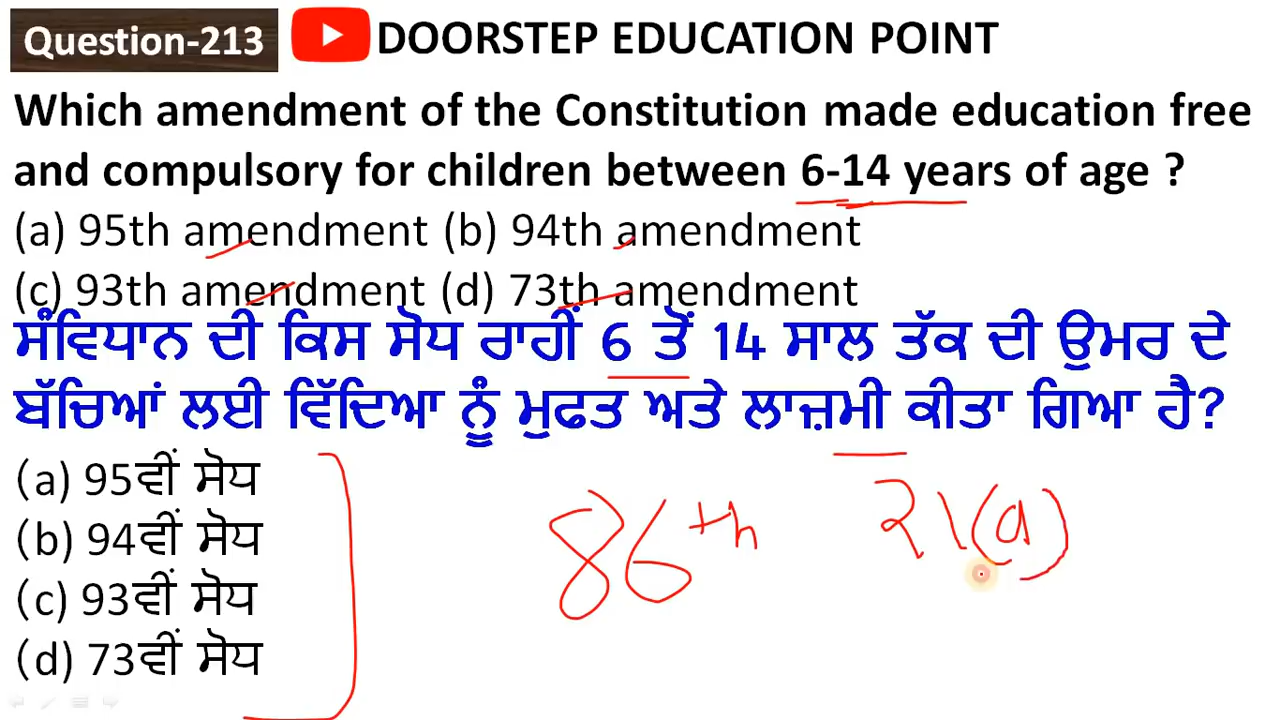 Question-213 DOORSTEP EDUCATION POINT
Which amendment of the Constitution made education free
and compulsory for children between 6-14 years of age ?
(a) 95th amendment (b) 94th amendment
(c) 93th amendment (d) 73th amendment
ਸੰਵਿਧਾਨ ਦੀ ਕਿਸ ਸੋਧ ਰਾਹੀਂ 6 ਤੋਂ 14 ਸਾਲ ਤੱਕ ਦੀ ਉਮਰ ਦੇ
ਬੱਚਿਆਂ ਲਈ ਵਿੱਦਿਆ ਨੂੰ ਮੁਫਤ ਅਤੇ ਲਾਜ਼ਮੀ ਕੀਤਾ ਗਿਆ ਹੈ?
(a) 95ਵੀਂ ਸੋਧ
(b) 94ਵੀਂ ਸੋਧ
(c) 93ਵੀਂ ਸੋਧ
(d) 73ਵੀਂ ਸੋਧ
86th 21(a)